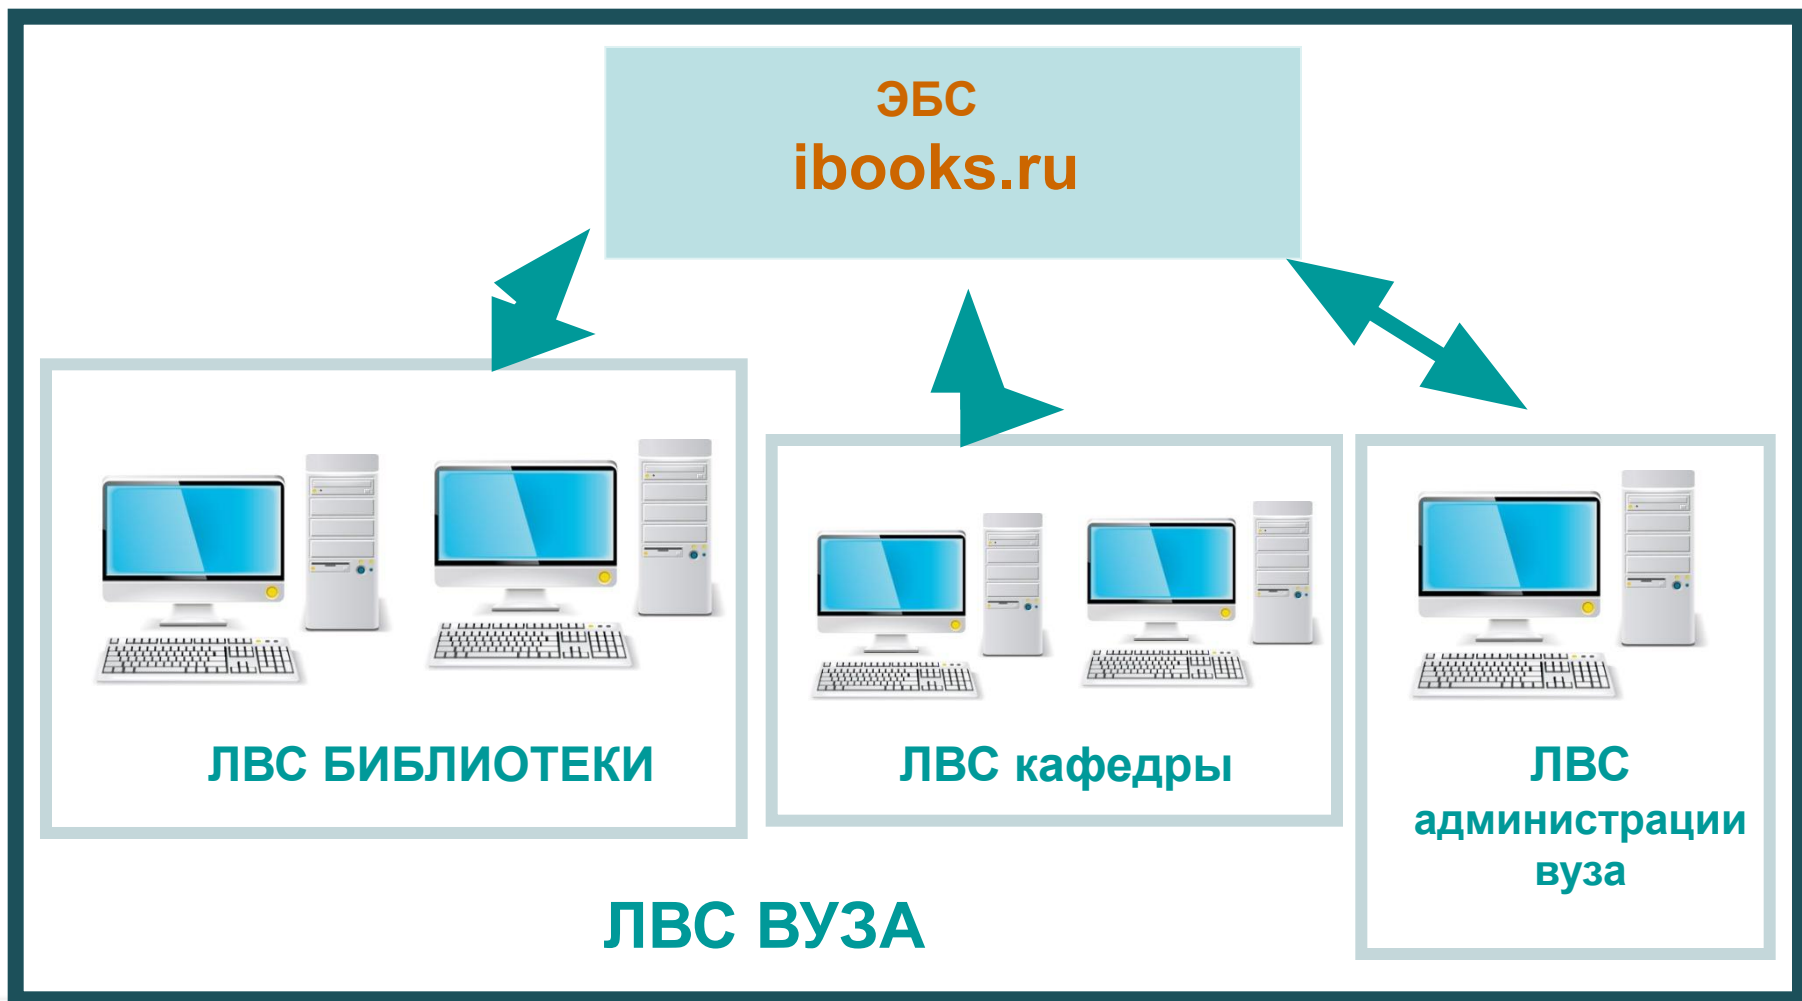 ЭБС
ibooks.ru
ЛВС БИБЛИОТЕКИ
ЛВС кафедры
ЛВС
администрации
вуза
ЛВС ВУЗА